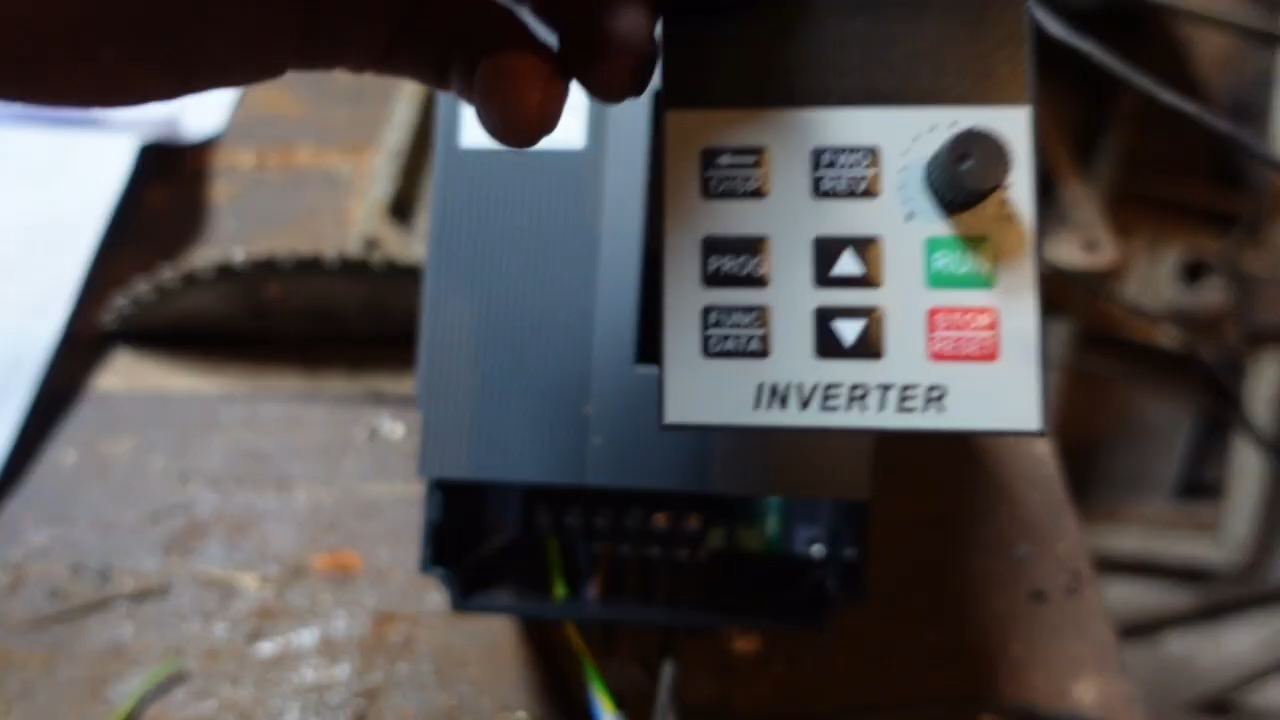 DISP
FWD
REV
PROG
RUN
FUNC
DATA
STOP
RESET
INVERTER